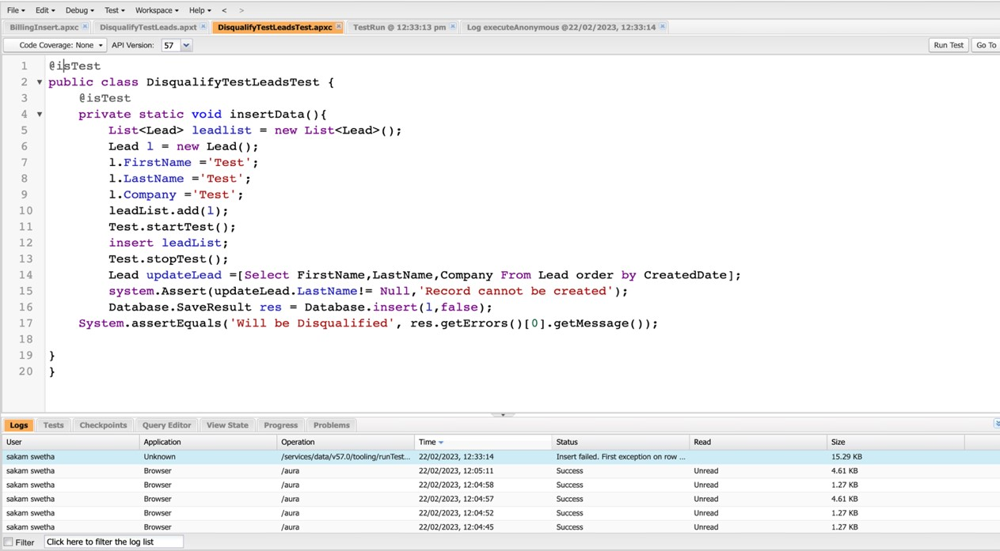 File Edit Debug Test Workspace Help < >
BillingInsert.apxc DisqualifyTestLeads.apxt DisqualifyTestLeadsTest.apxc TestRun @ 12:33:13 pm Log executeAnonymous @22/02/2023, 12:33:14
Code Coverage: None API Version: 57 Run Test Go To
1 @isTest
2 public class DisqualifyTestLeadsTest {
3 @isTest
4 private static void insertData(){
5 List<Lead> leadlist = new List<Lead>();
6 Lead l = new Lead();
7 l.FirstName ='Test';
8 l.LastName ='Test';
9 l.Company ='Test';
10 leadList.add(l);
11 Test.startTest();
12 insert leadList;
13 Test.stopTest();
14 Lead updateLead =[Select FirstName,LastName,Company From Lead order by CreatedDate];
15 system.Assert(updateLead.LastName!= Null,'Record cannot be created');
16 Database.SaveResult res = Database.insert(l,false);
17 System.assertEquals('Will be Disqualified', res.getErrors()[0].getMessage());
18
19 }
20 }
Logs Tests Checkpoints Query Editor View State Progress Problems
User Application Operation Time Status Read Size
sakam swetha Unknown /services/data/v57.0/tooling/runTest... 22/02/2023, 12:33:14 Insert failed. First exception on row ... 15.29 KB
sakam swetha Browser /aura 22/02/2023, 12:05:11 Success Unread 4.61 KB
sakam swetha Browser /aura 22/02/2023, 12:04:58 Success Unread 1.27 KB
sakam swetha Browser /aura 22/02/2023, 12:04:57 Success Unread 4.61 KB
sakam swetha Browser /aura 22/02/2023, 12:04:52 Success Unread 1.27 KB
sakam swetha Browser /aura 22/02/2023, 12:04:45 Success Unread 1.27 KB
Filter Click here to filter the log list